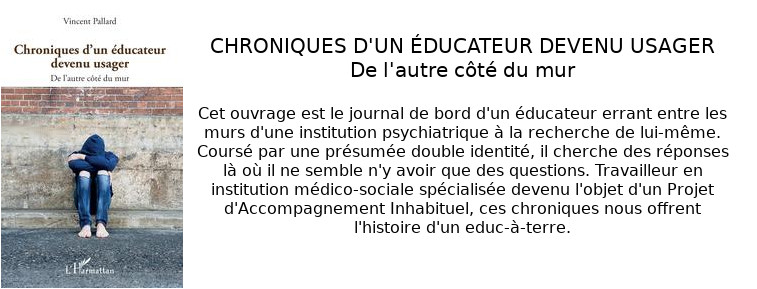 Vincent Pallard
Chroniques d'un éducateur
devenu usager
De l'autre côté du mur
L'Harmattan
CHRONIQUES D'UN ÉDUCATEUR DEVENU USAGER
De l'autre côté du mur
Cet ouvrage est le journal de bord d'un éducateur errant entre les
murs d'une institution psychiatrique à la recherche de lui-même.
Coursé par une présumée double identité, il cherche des réponses
là où il ne semble n'y avoir que des questions. Travailleur en
institution médico-sociale spécialisée devenu l'objet d'un Projet
d'Accompagnement Inhabituel, ces chroniques nous offrent
l'histoire d'un educ-à-terre.